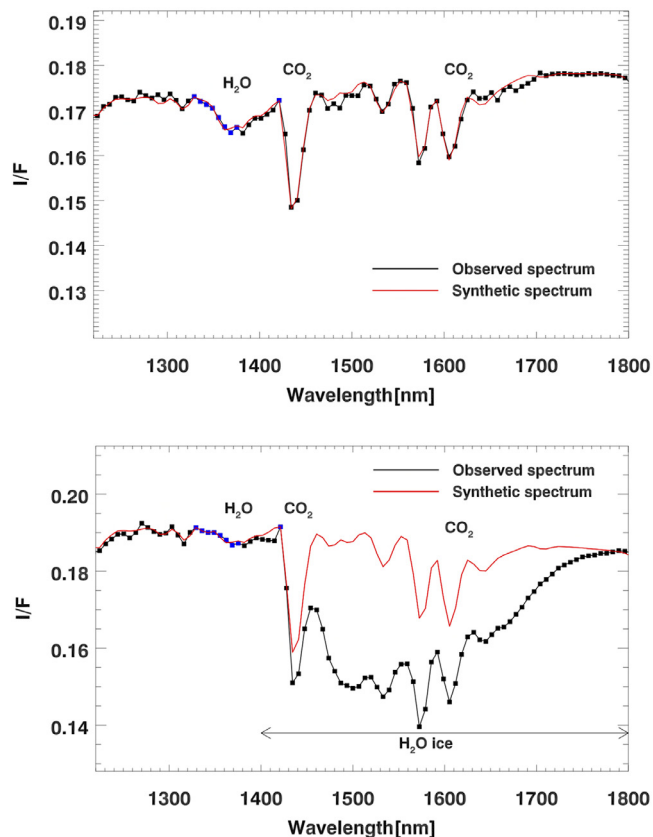 0.19
0.18
0.17
0.16
0.15
0.14
0.13
I/F
H2O
CO2
CO2
Observed spectrum
Synthetic spectrum
1300 1400 1500 1600 1700 1800
Wavelength[nm]
0.20
0.18
0.16
0.14
I/F
Observed spectrum
Synthetic spectrum
H2O
CO2
CO2
H2O ice
1300 1400 1500 1600 1700 1800
Wavelength[nm]